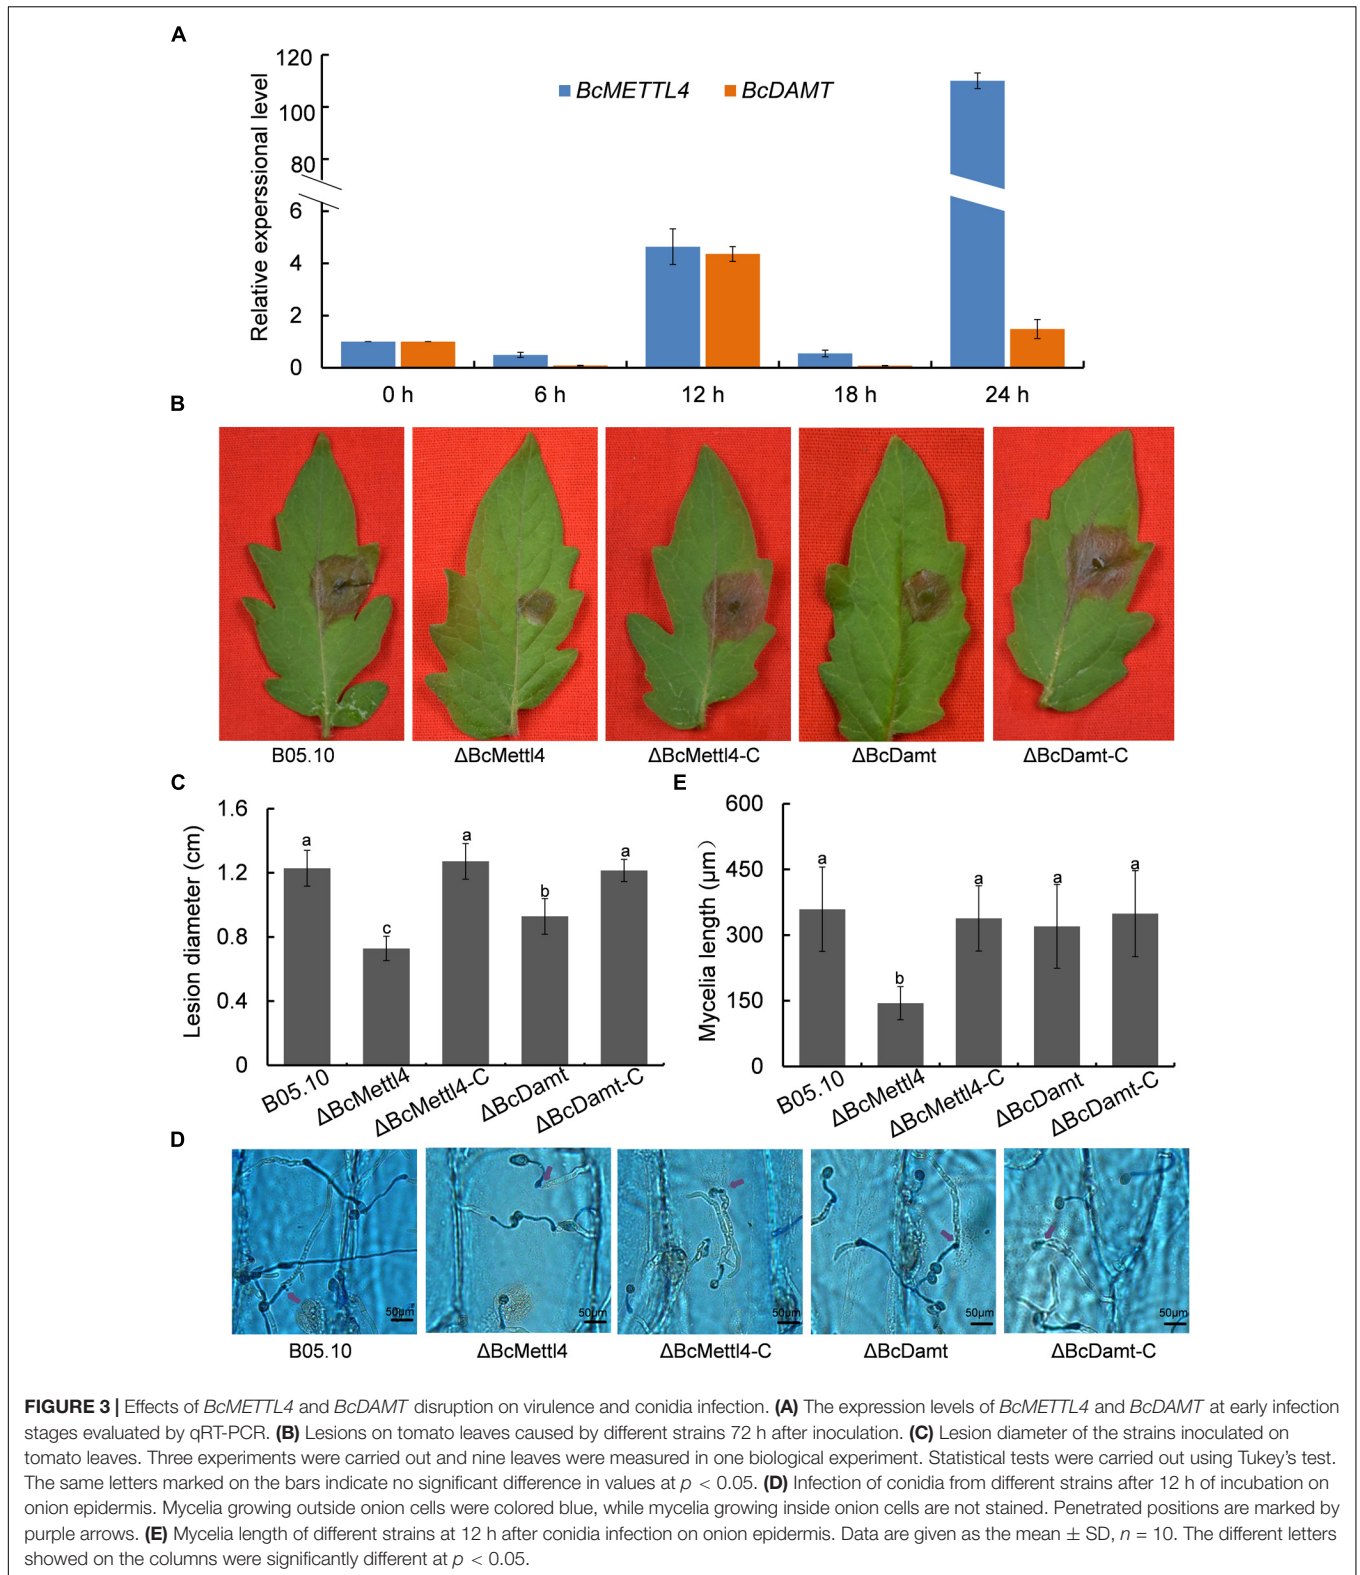 A
Relative experssional level
120
100
80
6
4
2
0
BcMETTL4 BcDAMT
0 h 6 h 12 h 18 h 24 h
B
B05.10 ΔBcMettl4 ΔBcMettl4-C ΔBcDamt ΔBcDamt-C
C
Lesion diameter (cm)
1.6
1.2
0.8
0.4
0
a c a b a
B05.10 ΔBcMettl4 ΔBcMettl4-C ΔBcDamt ΔBcDamt-C
E
Mycelia length (μm)
600
450
300
150
0
a b a a a
B05.10 ΔBcMettl4 ΔBcMettl4-C ΔBcDamt ΔBcDamt-C
D
50μm 50μm 50μm 50μm 50μm
B05.10 ΔBcMettl4 ΔBcMettl4-C ΔBcDamt ΔBcDamt-C
FIGURE 3 | Effects of BcMETTL4 and BcDAMT disruption on virulence and conidia infection. (A) The expression levels of BcMETTL4 and BcDAMT at early infection
stages evaluated by qRT-PCR. (B) Lesions on tomato leaves caused by different strains 72 h after inoculation. (C) Lesion diameter of the strains inoculated on
tomato leaves. Three experiments were carried out and nine leaves were measured in one biological experiment. Statistical tests were carried out using Tukey's test.
The same letters marked on the bars indicate no significant difference in values at p < 0.05. (D) Infection of conidia from different strains after 12 h of incubation on
onion epidermis. Mycelia growing outside onion cells were colored blue, while mycelia growing inside onion cells are not stained. Penetrated positions are marked by
purple arrows. (E) Mycelia length of different strains at 12 h after conidia infection on onion epidermis. Data are given as the mean ± SD, n = 10. The different letters
showed on the columns were significantly different at p < 0.05.